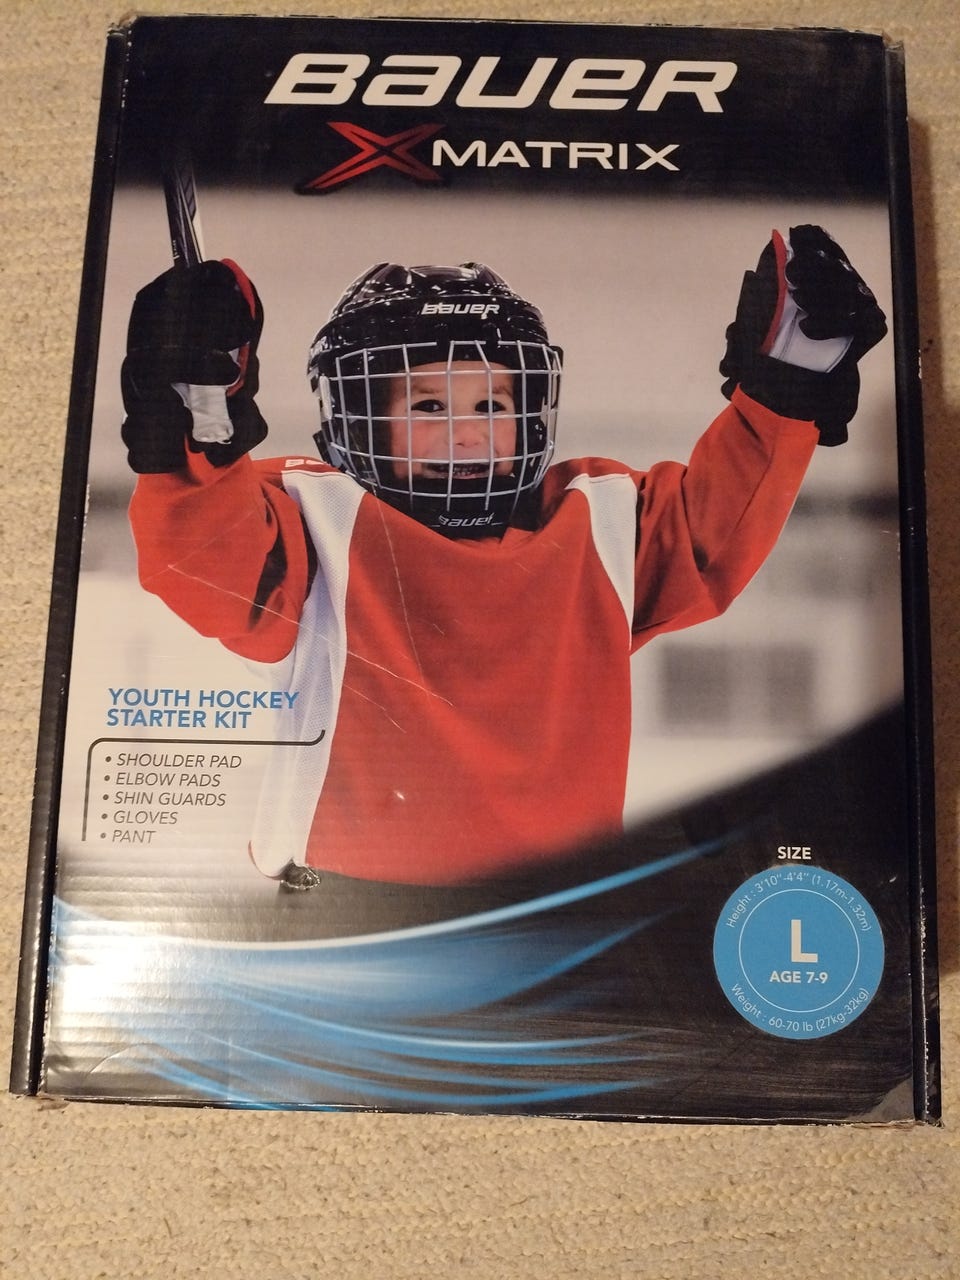 BAUER
XMATRIX
BAUER
BAUER
YOUTH HOCKEY
STARTER KIT
• SHOULDER PAD
• ELBOW PADS
• SHIN GUARDS
• GLOVES
• PANT
SIZE
Height : 3'10"-4'4" (1.17m-1.32m)
L
AGE 7-9
Weight : 60-70 lb (27kg-32kg)